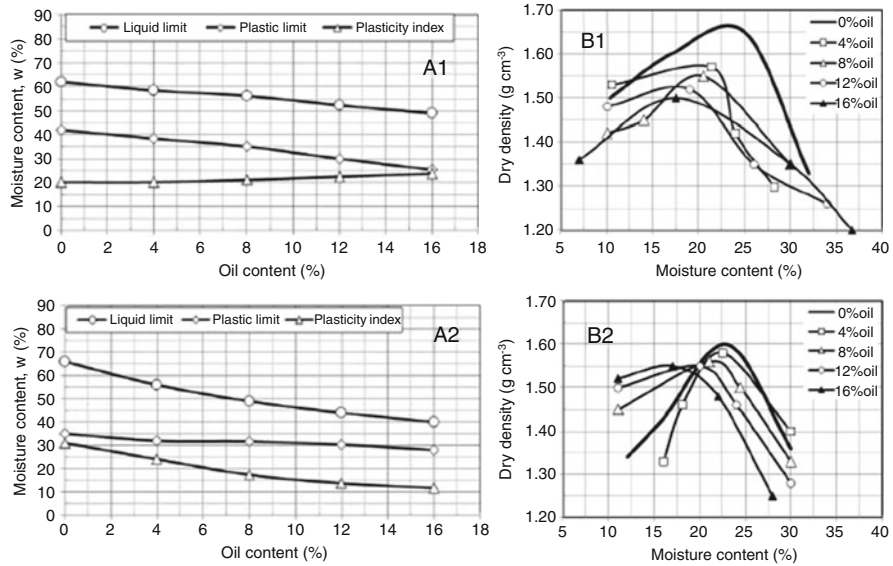 Liquid limit Plastic limit Plasticity index
A1
Moisture content, w (%)
90
80
70
60
50
40
30
20
10
0
0 2 4 6 8 10 12 14 16 18
Oil content (%)
B1
0%oil
4%oil
8%oil
12%oil
16%oil
Dry density (g cm-3)
1.70
1.60
1.50
1.40
1.30
1.20
5 10 15 20 25 30 35 40
Moisture content (%)
Liquid limit Plastic limit Plasticity index
A2
Moisture content, w (%)
90
80
70
60
50
40
30
20
10
0
0 2 4 6 8 10 12 14 16 18
Oil content (%)
B2
0%oil
4%oil
8%oil
12%oil
16%oil
Dry density (g cm-3)
1.70
1.60
1.50
1.40
1.30
1.20
5 10 15 20 25 30 35 40
Moisture content (%)